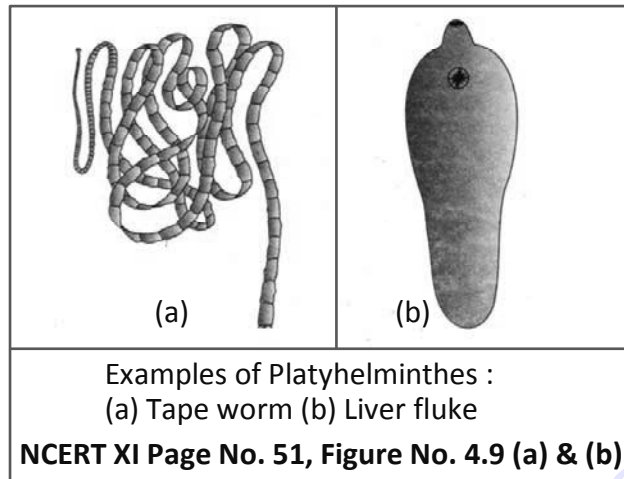 (a)
(b)
Examples of Platyhelminthes :
(a) Tape worm (b) Liver fluke
NCERT XI Page No. 51, Figure No. 4.9 (a) & (b)